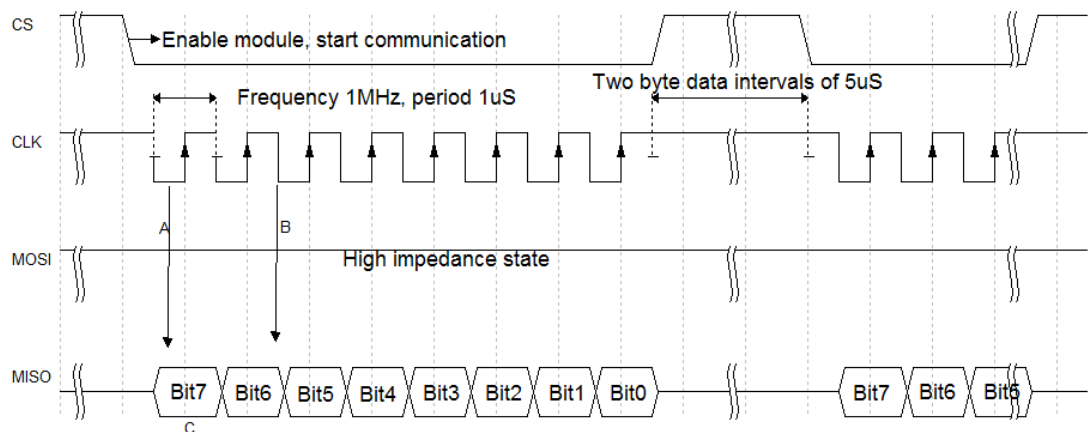 CS
Enable module, start communication
Two byte data intervals of 5uS
Frequency 1MHz, period 1uS
CLK
A
B
MOSI
High impedance state
MISO
Bit7 Bit6 Bit5 Bit4 Bit3 Bit2 Bit1 Bit0 Bit7 Bit6 Bit5
C